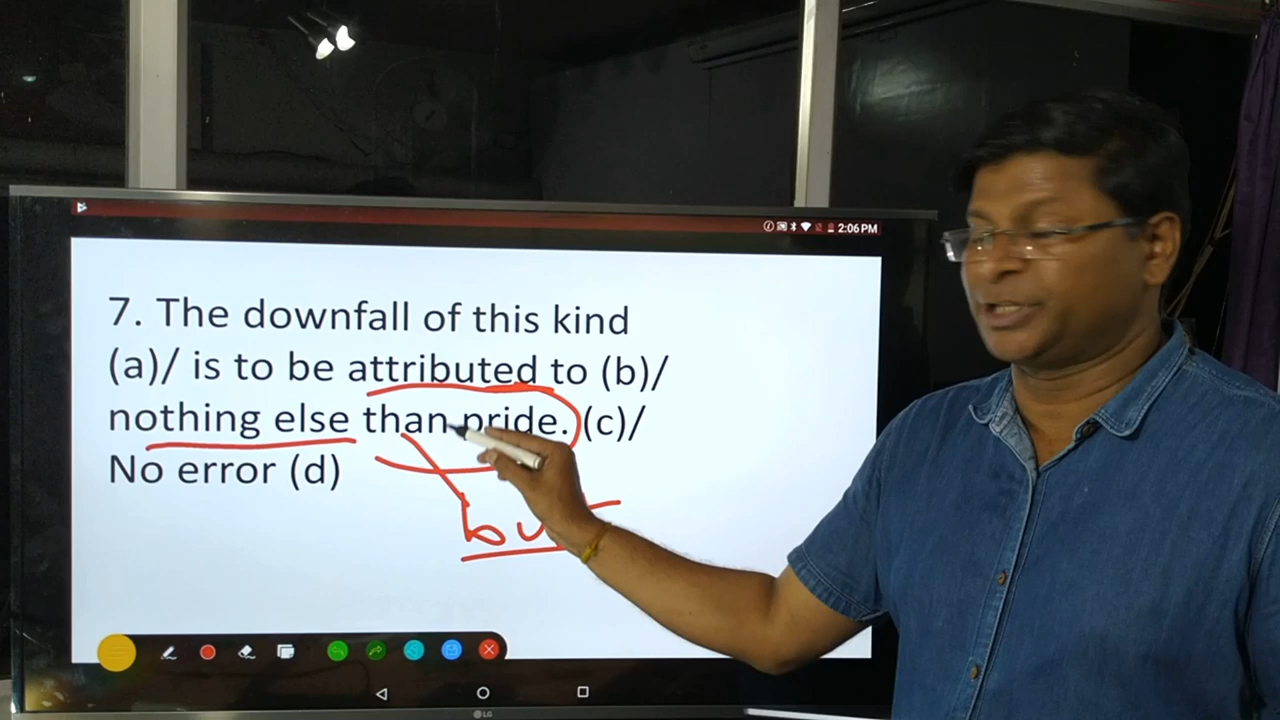 2:06 PM
7. The downfall of this kind
(a)/ is to be attributed to (b)/
nothing else than pride. (c)/
No error (d)
but
LG